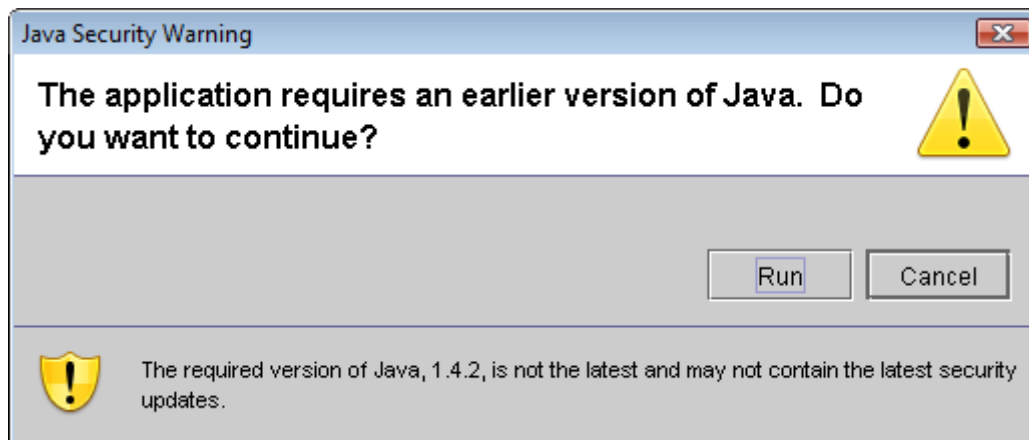 Java Security Warning
The application requires an earlier version of Java. Do
you want to continue?
Run
Cancel
The required version of Java, 1.4.2, is not the latest and may not contain the latest security
updates.